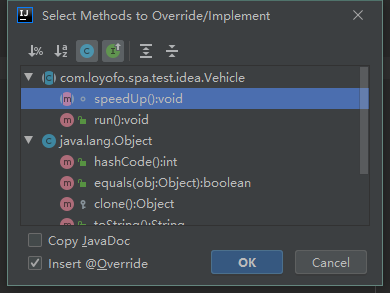 Select Methods to Override/Implement
com.loyofo.spa.test.idea.Vehicle
speedUp():void
run():void
java.lang.Object
hashCode():int
equals(obj:Object):boolean
clone():Object
toString():String
Copy JavaDoc
Insert @Override
OK
Cancel